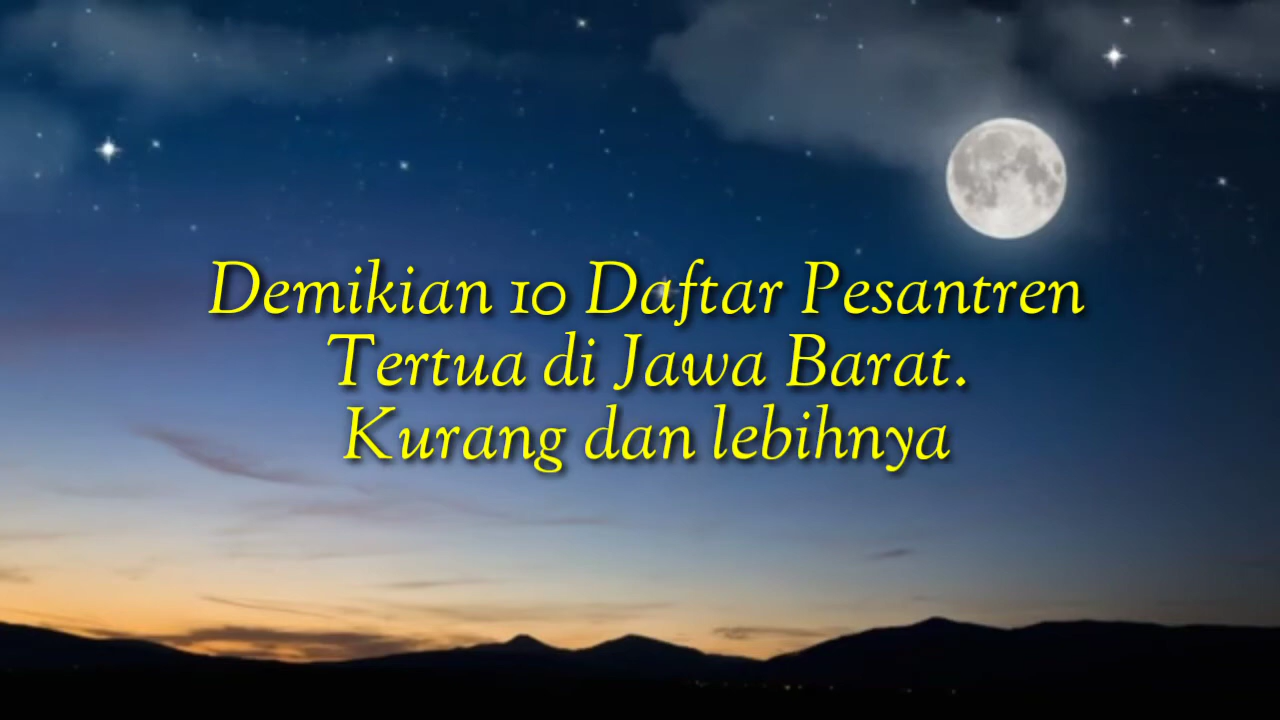 Demikian 10 Daftar Pesantren
Tertua di Jawa Barat.
Kurang dan lebihnya